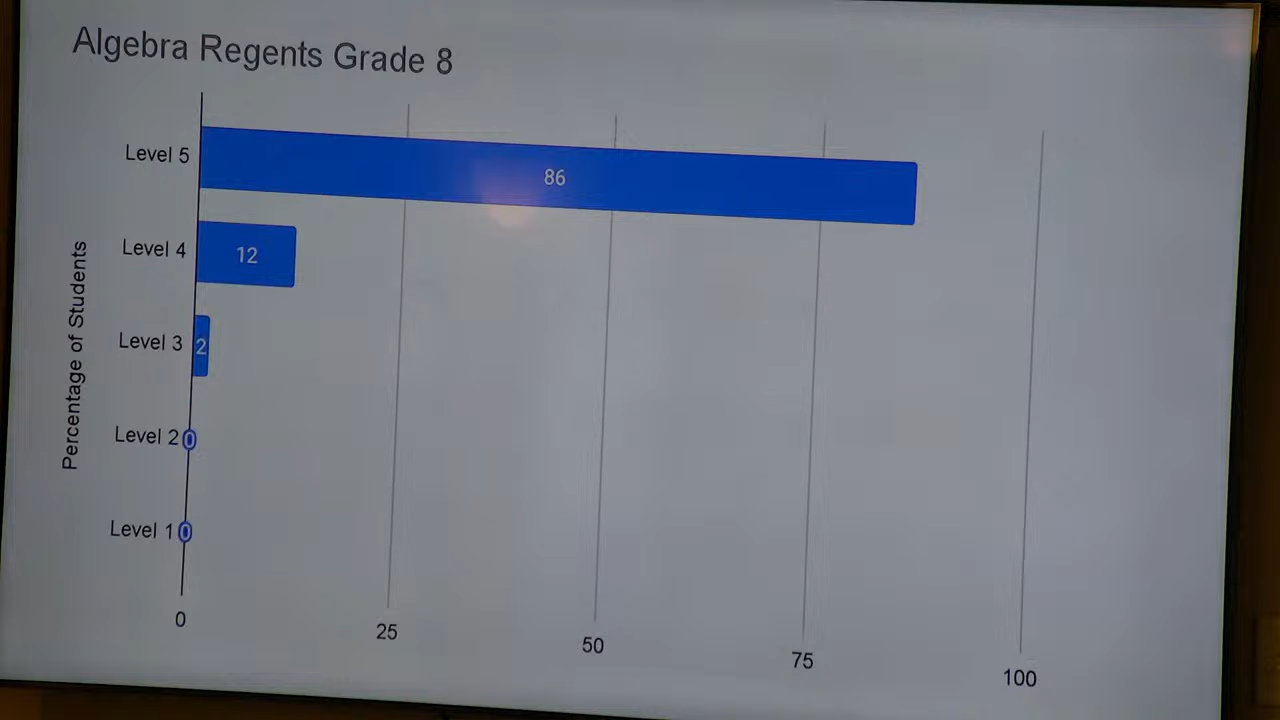 Algebra Regents Grade 8
Percentage of Students
Level 5 86
Level 4 12
Level 3 2
Level 2 0
Level 1 0
0 25 50 75 100